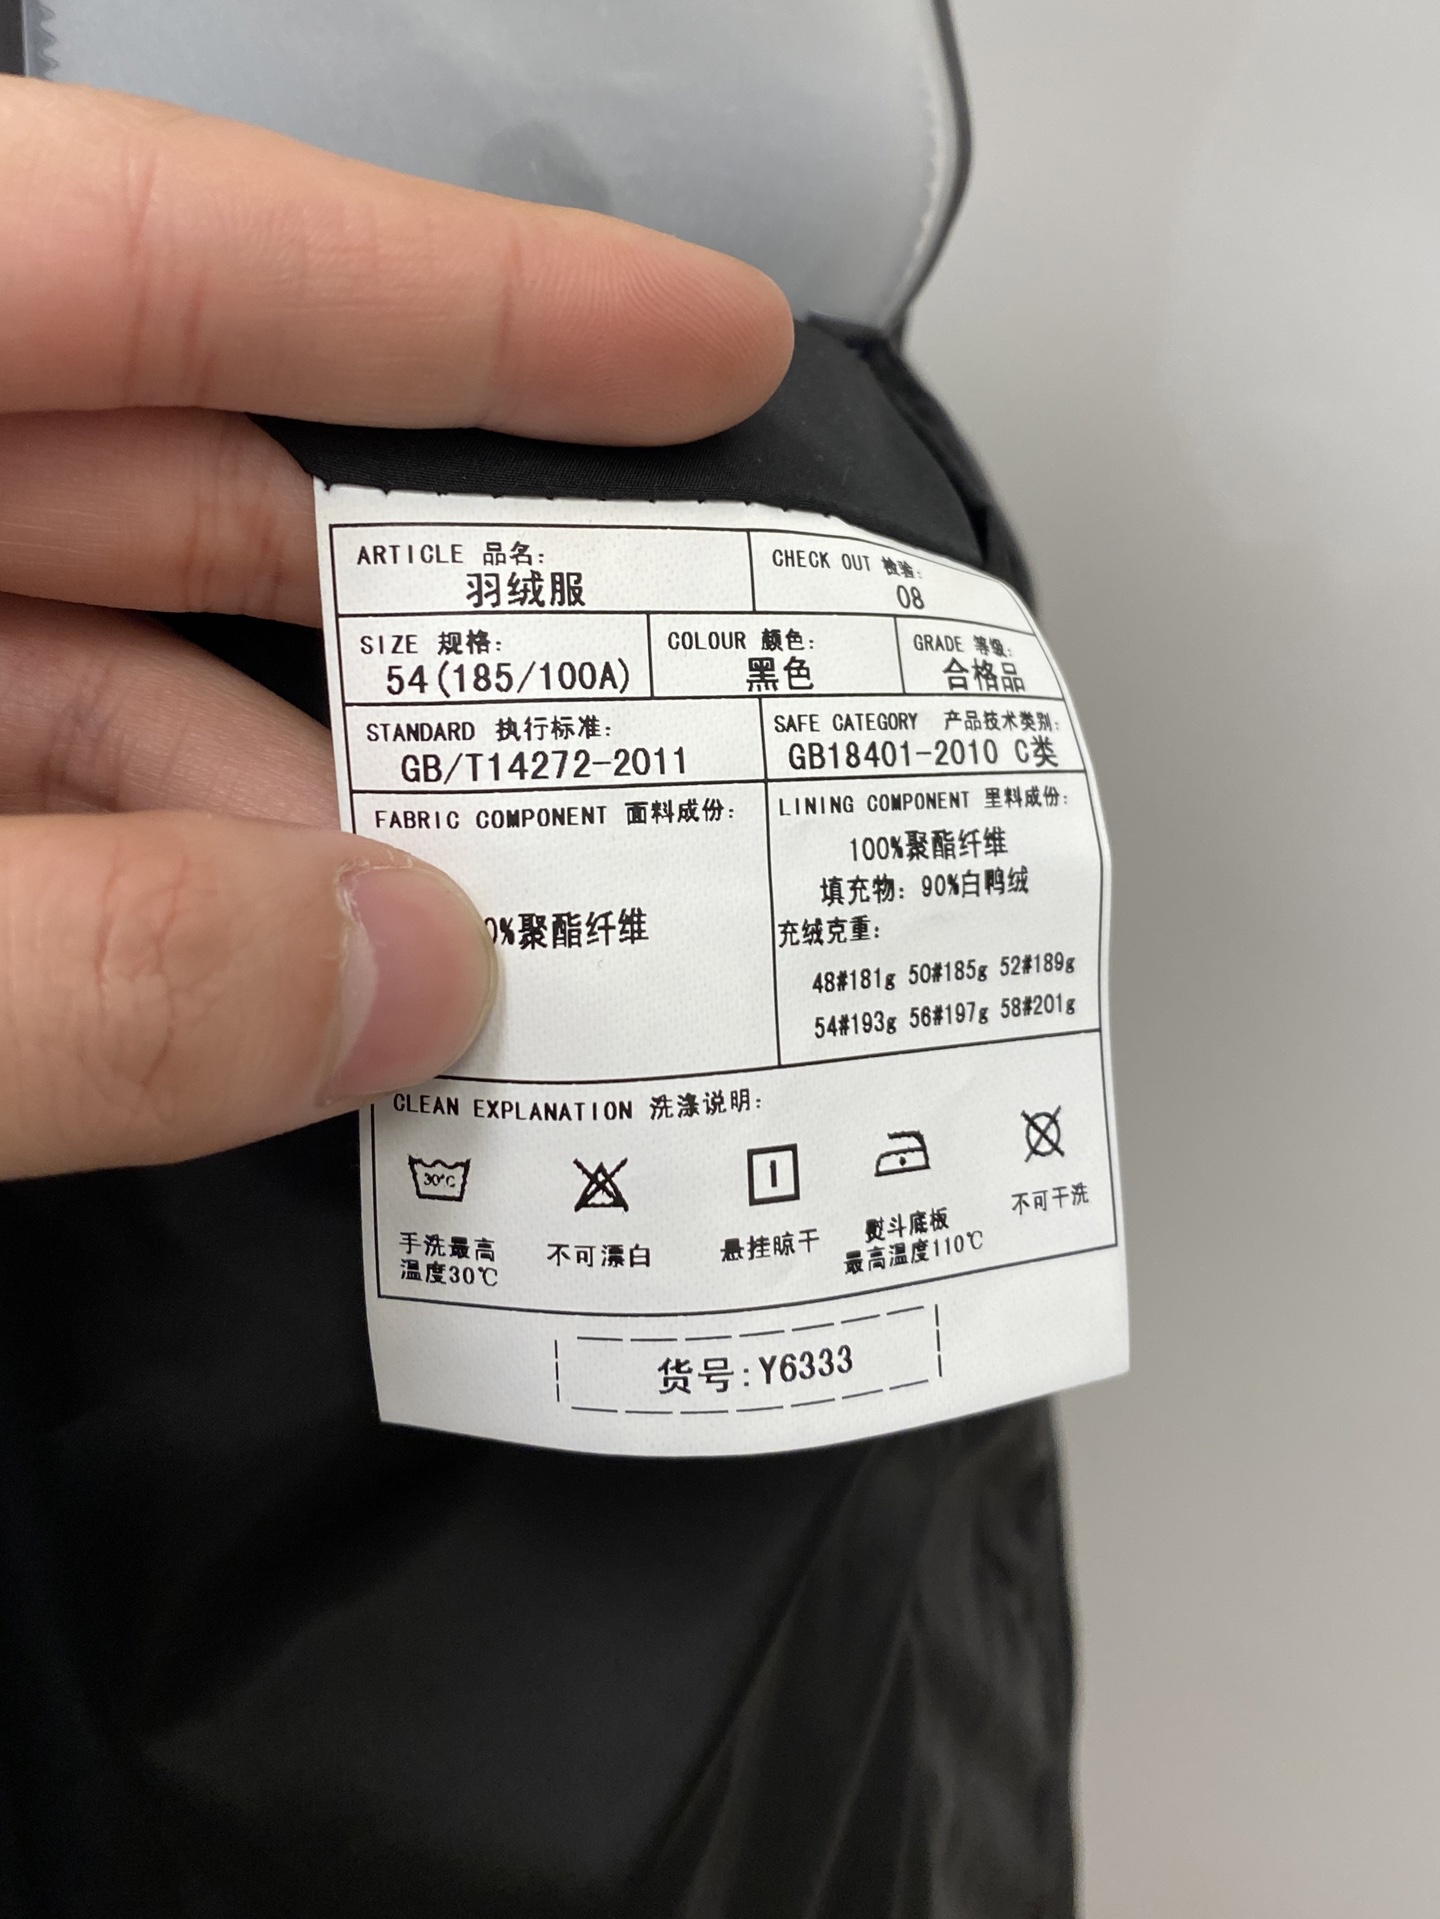 ARTICLE 品名:
羽绒服
CHECK OUT 检验:
08
SIZE 规格:
54(185/100A)
COLOUR 颜色:
黑色
GRADE 等级:
合格品
STANDARD 执行标准:
GB/T14272-2011
SAFE CATEGORY 产品技术类别:
GB18401-2010 C类
FABRIC COMPONENT 面料成份:
0%聚酯纤维
LINING COMPONENT 里料成份:
100%聚酯纤维
填充物: 90%白鸭绒
充绒克重:
48#181g 50#185g 52#189g
54#193g 56#197g 58#201g
CLEAN EXPLANATION 洗涤说明:
30℃
手洗最高
温度30℃
不可漂白
悬挂晾干
熨斗底板
最高温度110℃
不可干洗
货号:Y6333